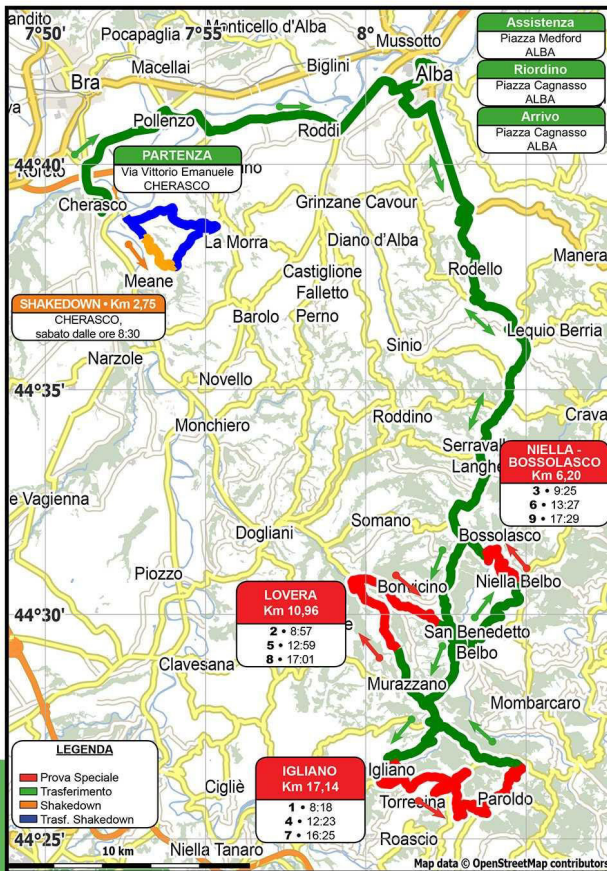 7°50'
7°55'
8°
Pocapaglia
Monticello d'Alba
Mussotto
Macellai
Biglini
Bra
Alba
Pollenzo
Roddi
44°40'
Assistenza
Piazza Medford
ALBA
Riordino
Piazza Cagnasso
ALBA
Arrivo
Piazza Cagnasso
ALBA
PARTENZA
Via Vittorio Emanuele
CHERASCO
Cherasco
La Morra
Meane
Grinzane Cavour
Diano d'Alba
Castiglione
Falletto
Rodello
Manera
SHAKEDOWN • Km 2,75
CHERASCO,
sabato dalle ore 8:30
Barolo
Perno
Lequio Berria
Narzole
Sinio
44°35'
Novello
Monchiero
Roddino
Crava
Serravall
Langhe
e Vagienna
NIELLA -
BOSSOLASCO
Km 6,20
3 • 9:25
6 • 13:27
9 • 17:29
Dogliani
Somano
Bossolasco
Piozzo
Bonvicino
Niella Belbo
44°30'
LOVERA
Km 10,96
2 • 8:57
5 • 12:59
8 • 17:01
San Benedetto
Belbo
Clavesana
Murazzano
Mombarcaro
LEGENDA
Prova Speciale
Trasferimento
Shakedown
Trasf. Shakedown
Cigliè
IGLIANO
Km 17,14
1 • 8:18
4 • 12:23
7 • 16:25
Igliano
Torresina
Paroldo
44°25'
Roascio
Niella Tanaro
10 km
Map data © OpenStreetMap contributors